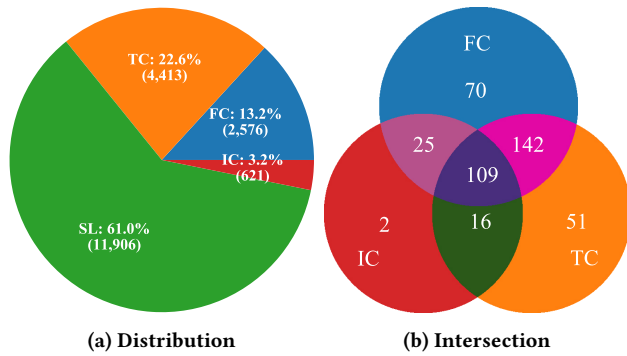 TC: 22.6%
(4,413)
FC: 13.2%
(2,576)
IC: 3.2%
(621)
SL: 61.0%
(11,906)
(a) Distribution
FC
70
25
142
109
2
16
51
IC
TC
(b) Intersection